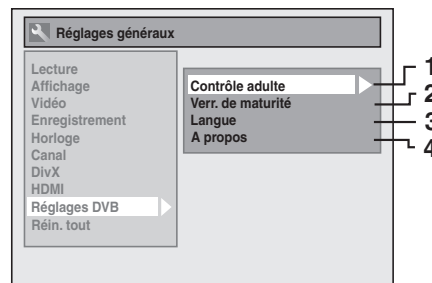 Réglages généraux
Lecture
Affichage
Vidéo
Enregistrement
Horloge
Canal
DivX
HDMI
Réglages DVB
Réin. tout
Contrôle adulte
Verr. de maturité
Langue
A propos
1
2
3
4